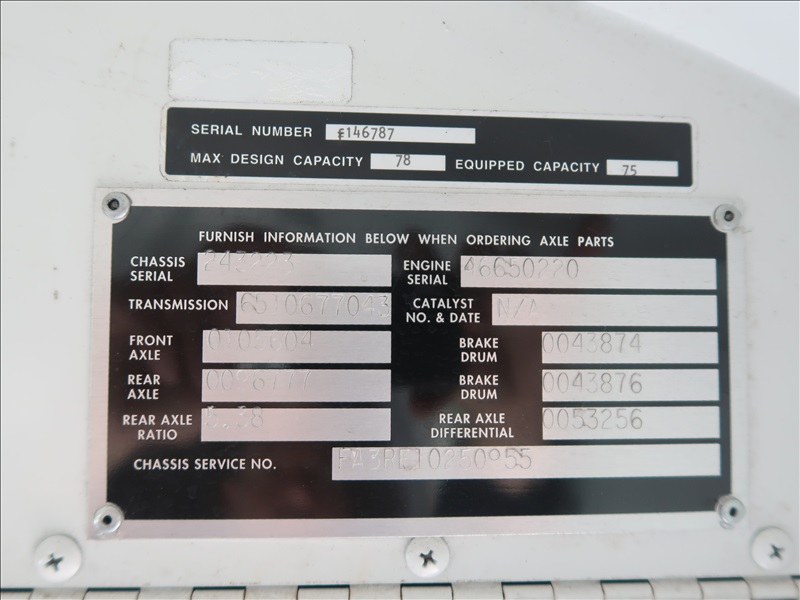 SERIAL NUMBER F146787
MAX DESIGN CAPACITY 78 EQUIPPED CAPACITY 75
FURNISH INFORMATION BELOW WHEN ORDERING AXLE PARTS
CHASSIS SERIAL ENGINE SERIAL 46650220
TRANSMISSION 6510677043 CATALYST NO. & DATE N/A
FRONT AXLE BRAKE DRUM 0043874
REAR AXLE BRAKE DRUM 0043876
REAR AXLE RATIO REAR AXLE DIFFERENTIAL 0053256
CHASSIS SERVICE NO.